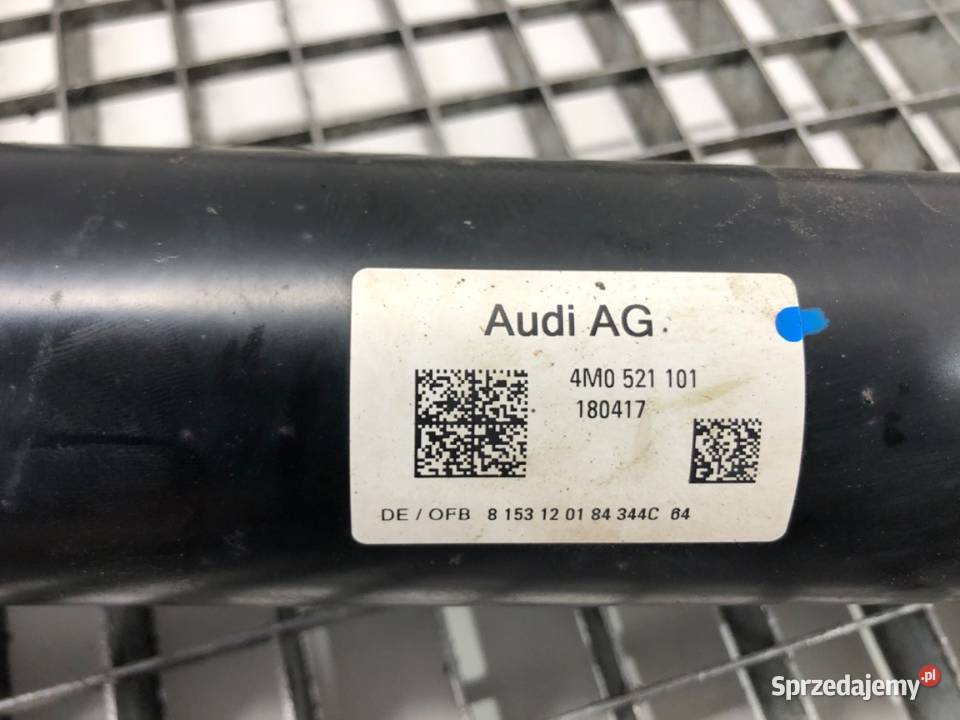 Audi AG
4M0 521 101
180417
DE / OFB 8 153 12 01 84 344C 64
Sprzedajemy.pl